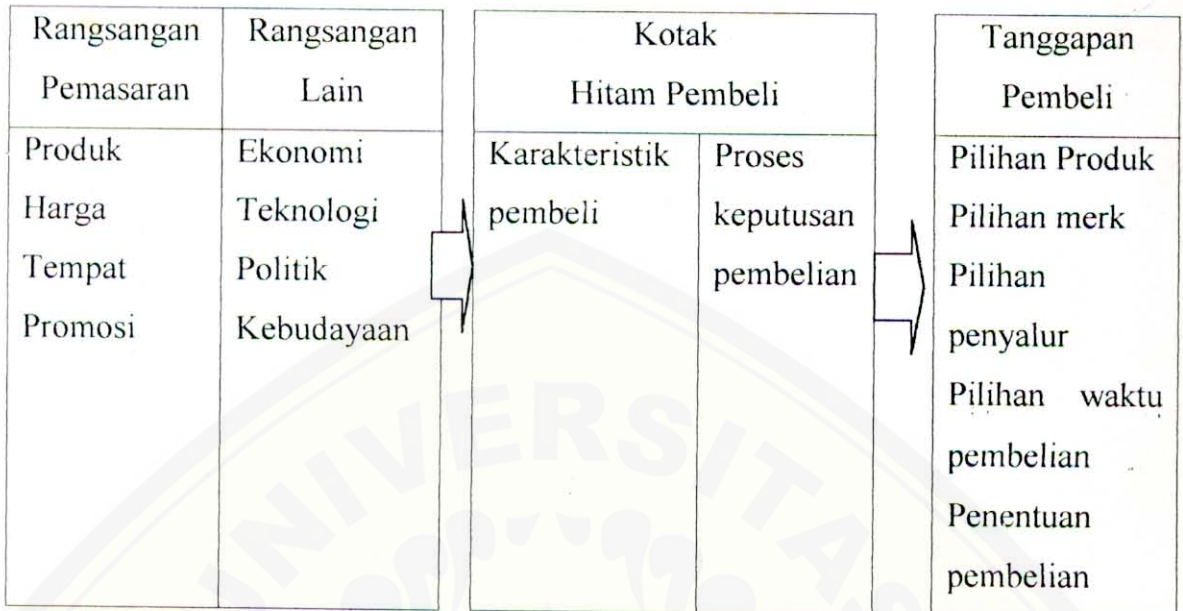 Rangsangan
Pemasaran
Produk
Harga
Tempat
Promosi
Rangsangan
Lain
Ekonomi
Teknologi
Politik
Kebudayaan
Kotak
Hitam Pembeli
Karakteristik
pembeli
Proses
keputusan
pembelian
Tanggapan
Pembeli
Pilihan Produk
Pilihan merk
Pilihan
penyalur
Pilihan waktu
pembelian
Penentuan
pembelian
NIVERSITAS